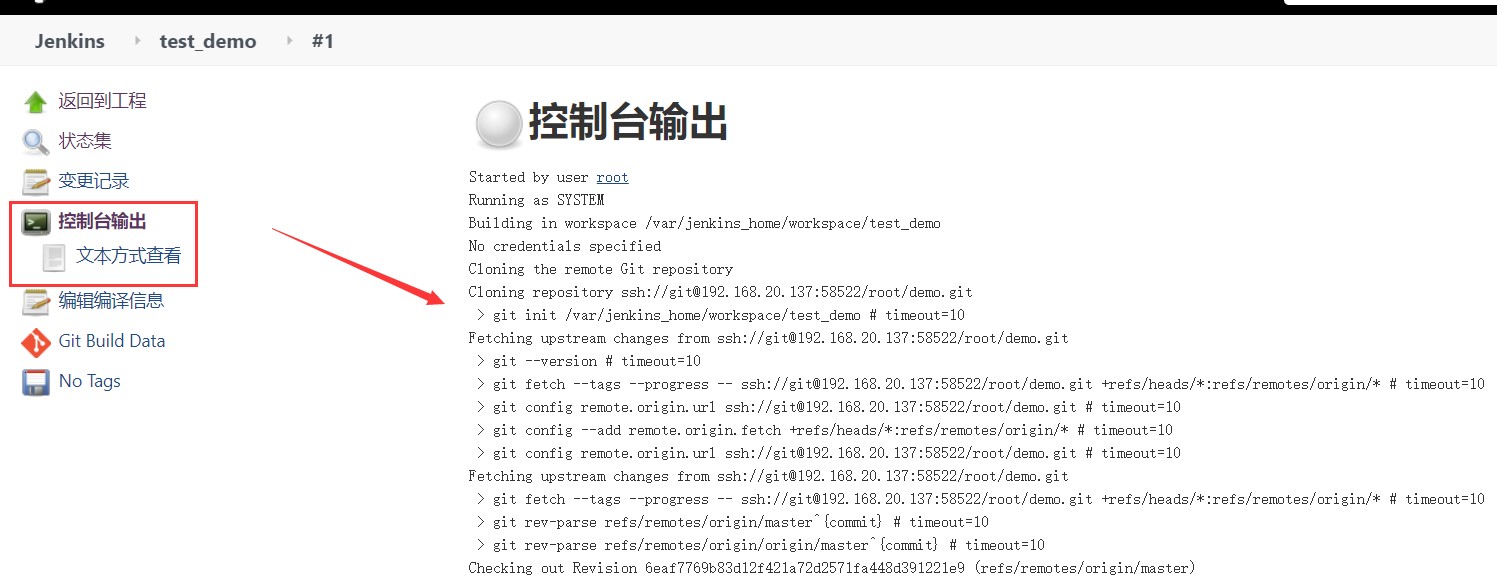 Jenkins test_demo #1
返回到工程
状态集
变更记录
控制台输出
文本方式查看
编辑编译信息
Git Build Data
No Tags
控制台输出
Started by user root
Running as SYSTEM
Building in workspace /var/jenkins_home/workspace/test_demo
No credentials specified
Cloning the remote Git repository
Cloning repository ssh://git@192.168.20.137:58522/root/demo.git
> git init /var/jenkins_home/workspace/test_demo # timeout=10
Fetching upstream changes from ssh://git@192.168.20.137:58522/root/demo.git
> git --version # timeout=10
> git fetch --tags --progress -- ssh://git@192.168.20.137:58522/root/demo.git +refs/heads/*:refs/remotes/origin/* # timeout=10
> git config remote.origin.url ssh://git@192.168.20.137:58522/root/demo.git # timeout=10
> git config --add remote.origin.fetch +refs/heads/*:refs/remotes/origin/* # timeout=10
> git config remote.origin.url ssh://git@192.168.20.137:58522/root/demo.git # timeout=10
Fetching upstream changes from ssh://git@192.168.20.137:58522/root/demo.git
> git fetch --tags --progress -- ssh://git@192.168.20.137:58522/root/demo.git +refs/heads/*:refs/remotes/origin/* # timeout=10
> git rev-parse refs/remotes/origin/master^{commit} # timeout=10
> git rev-parse refs/remotes/origin/origin/master^{commit} # timeout=10
Checking out Revision 6eaf7769b83d12f421a72d2571fa448d391221e9 (refs/remotes/origin/master)